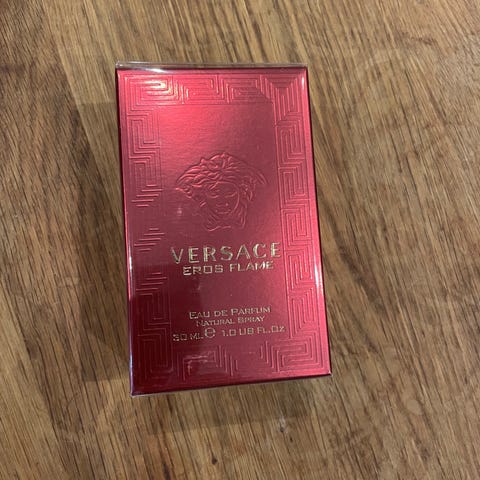 VERSACE
EROS FLAME
EAU DE PARFUM
NATURAL SPRAY
30 ML ℮ 1.0 US FL.OZ